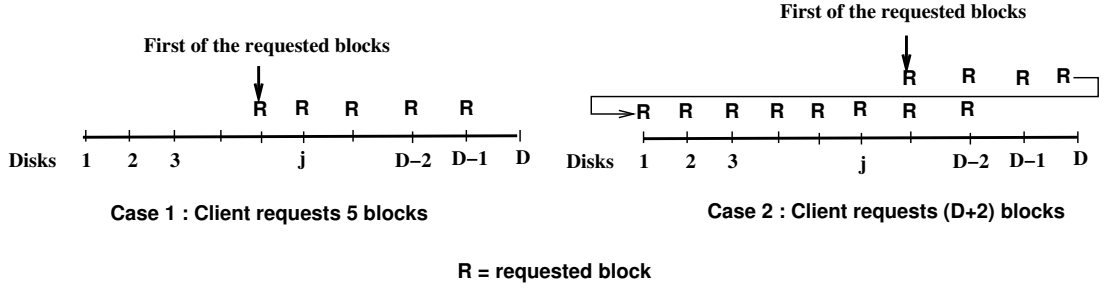 First of the requested blocks
R R R R R
Disks 1 2 3 j D-2 D-1 D
Case 1 : Client requests 5 blocks
First of the requested blocks
R R R R
R R R R R R R R
Disks 1 2 3 j D-2 D-1 D
Case 2 : Client requests (D+2) blocks
R = requested block